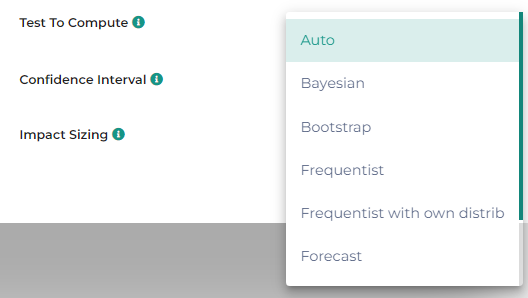 Test To Compute
Auto
Bayesian
Confidence Interval
Bootstrap
Impact Sizing
Frequentist
Frequentist with own distrib
Forecast